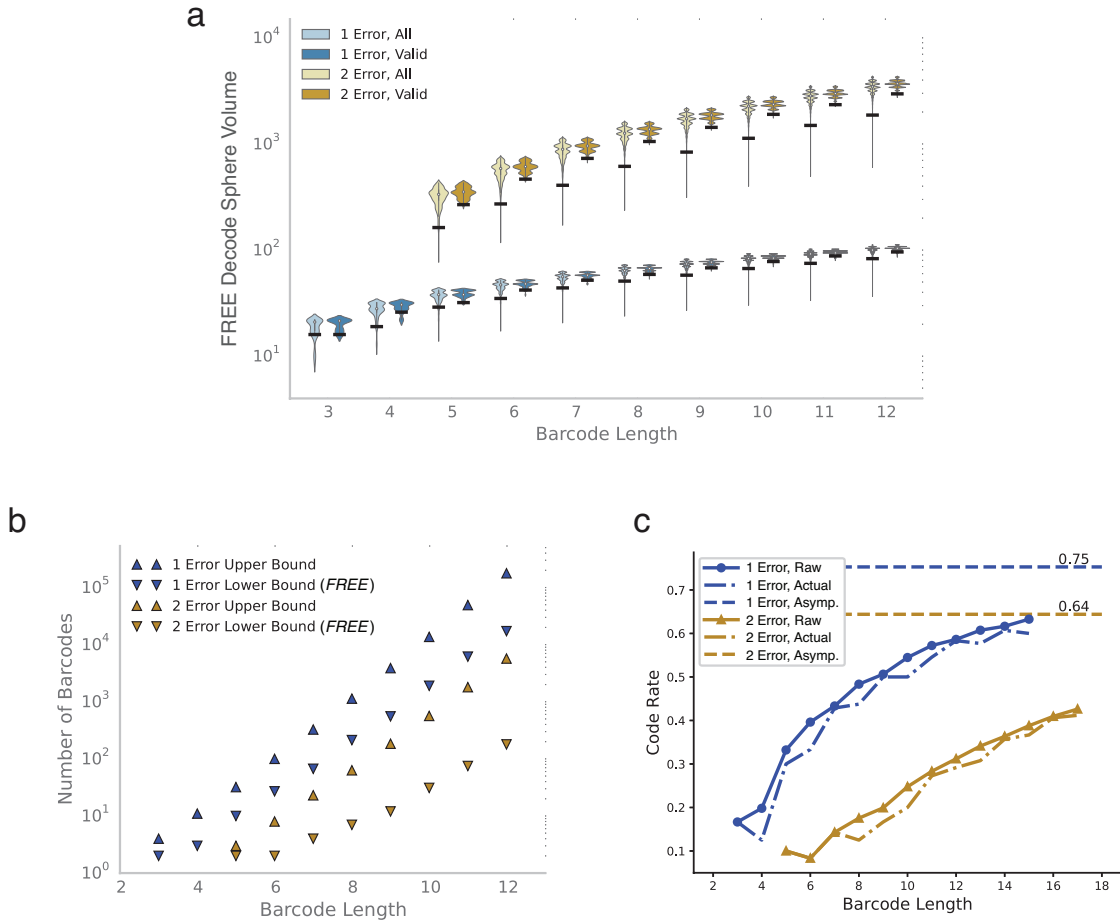 a
10^4
10^3
10^2
10^1
FREE Decode Sphere Volume
1 Error, All
1 Error, Valid
2 Error, All
2 Error, Valid
3 4 5 6 7 8 9 10 11 12
Barcode Length
b
10^5
10^4
10^3
10^2
10^1
10^0
Number of Barcodes
1 Error Upper Bound
1 Error Lower Bound (FREE)
2 Error Upper Bound
2 Error Lower Bound (FREE)
2 4 6 8 10 12
Barcode Length
c
0.7
0.6
0.5
0.4
0.3
0.2
0.1
Code Rate
1 Error, Raw
1 Error, Actual
1 Error, Asymp.
2 Error, Raw
2 Error, Actual
2 Error, Asymp.
0.75
0.64
2 4 6 8 10 12 14 16 18
Barcode Length